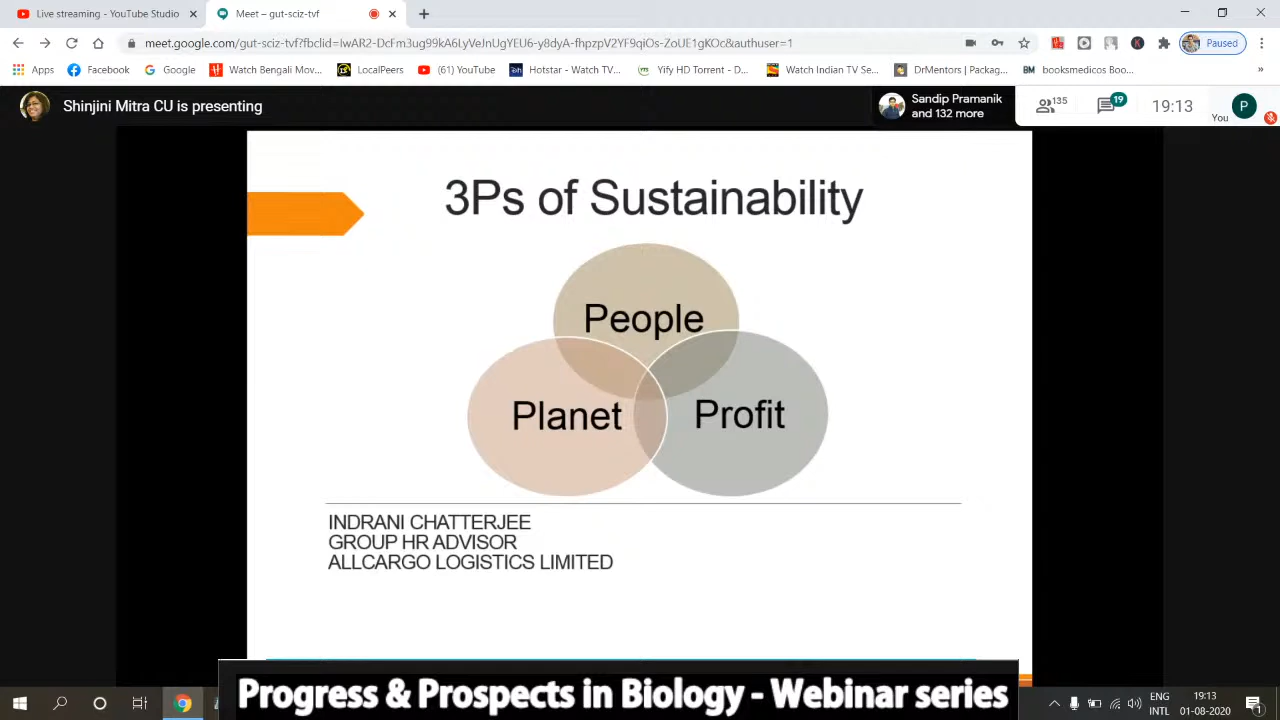 Live streaming - YouTube Studio
Meet – gut-sciz-tvf
meet.google.com/gut-sciz-tvf?fbclid=IwAR2-DrFm3ug99kA6LyVeJnUgIrEU6-y8dyA-fhpzpV2YF9qiOs-ZoUE1gKOc&authuser=1
Paused
Apps
Facebook
Google
Watch Bengali Mov...
LocalPeers
(61) YouTube
Hotstar - Watch TV...
Yify HD Torrent - D...
Watch Indian TV Se...
DrMentors | Packag...
BM
booksmedicos Boo...
Shinjini Mitra CU is presenting
Sandip Pramanik
and 132 more
135
19
19:13
You
P
3Ps of Sustainability
People
Planet
Profit
INDRANI CHATTERJEE
GROUP HR ADVISOR
ALLCARGO LOGISTICS LIMITED
Progress & Prospects in Biology - Webinar series
ENG
INTL
19:13
01-08-2020